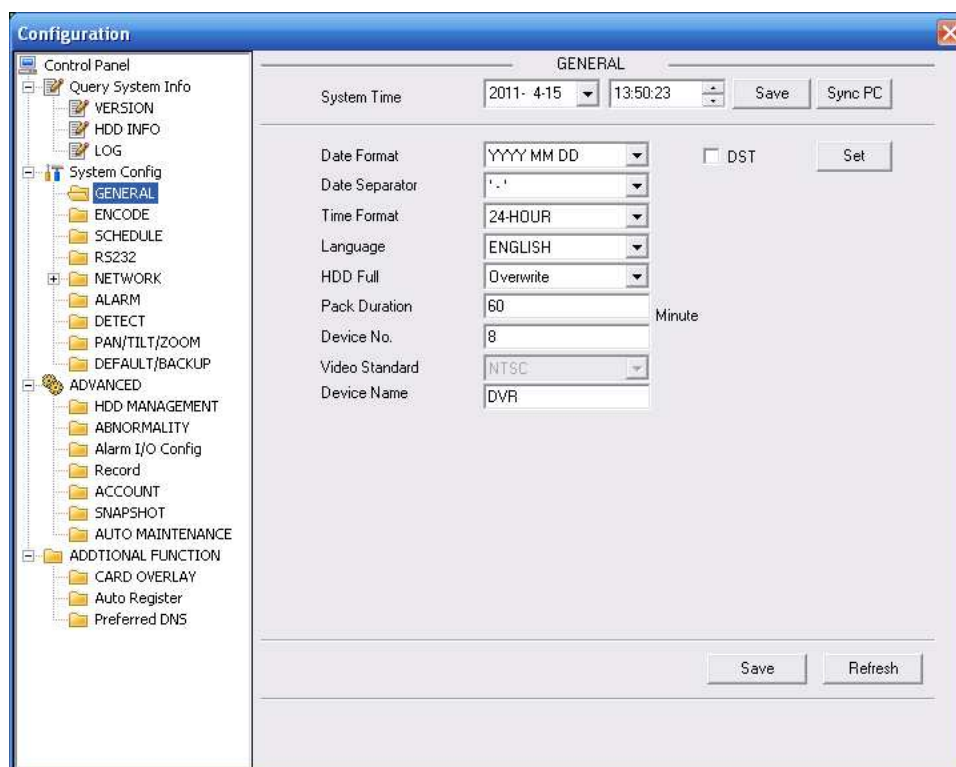 Configuration
Control Panel
Query System Info
VERSION
HDD INFO
LOG
System Config
GENERAL
ENCODE
SCHEDULE
RS232
NETWORK
ALARM
DETECT
PAN/TILT/ZOOM
DEFAULT/BACKUP
ADVANCED
HDD MANAGEMENT
ABNORMALITY
Alarm I/O Config
Record
ACCOUNT
SNAPSHOT
AUTO MAINTENANCE
ADDTIONAL FUNCTION
CARD OVERLAY
Auto Register
Preferred DNS
GENERAL
System Time 2011- 4-15 13:50:23 Save Sync PC
Date Format YYYY MM DD DST Set
Date Separator '-'
Time Format 24-HOUR
Language ENGLISH
HDD Full Overwrite
Pack Duration 60 Minute
Device No. 8
Video Standard NTSC
Device Name DVR
Save Refresh